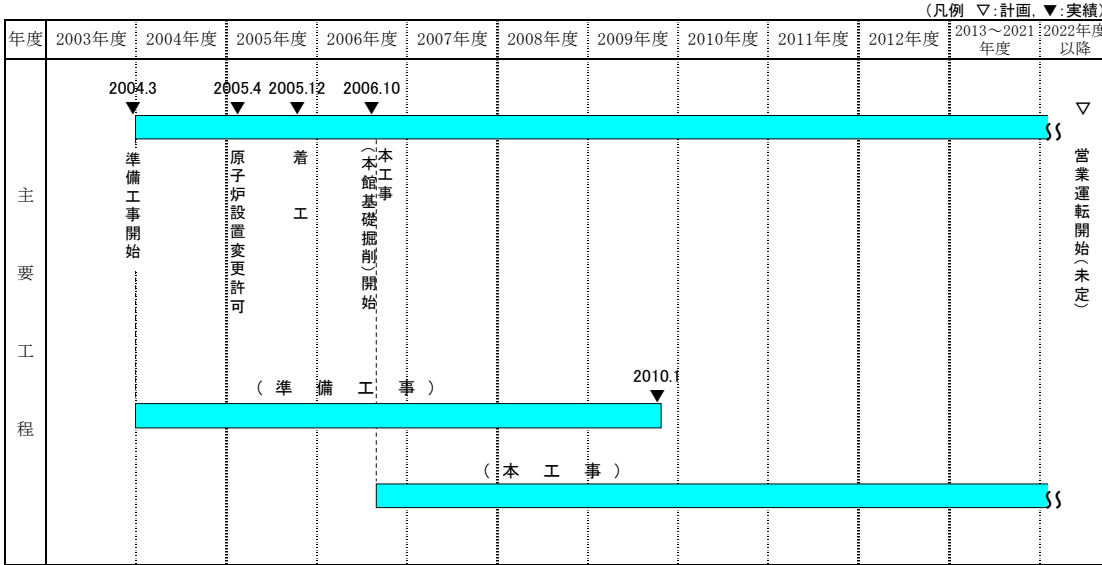 (凡例 ▽:計画,▼:実績)
年度 2003年度 2004年度 2005年度 2006年度 2007年度 2008年度 2009年度 2010年度 2011年度 2012年度 2013～2021年度 2022年度以降
主要工程
2004.3 2005.4 2005.12 2006.10
▼ ▼ ▼ ▼ ▽
準備工事開始
原子炉設置変更許可
着工
本工事
(本館基礎掘削)開始
営業運転開始(未定)
(準備工事)
2010.1
▼
(本工事)